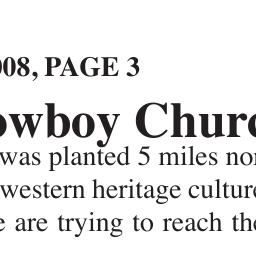 008, PAGE 3
owboy Churc
was planted 5 miles nor
western heritage culture
e are trying to reach the